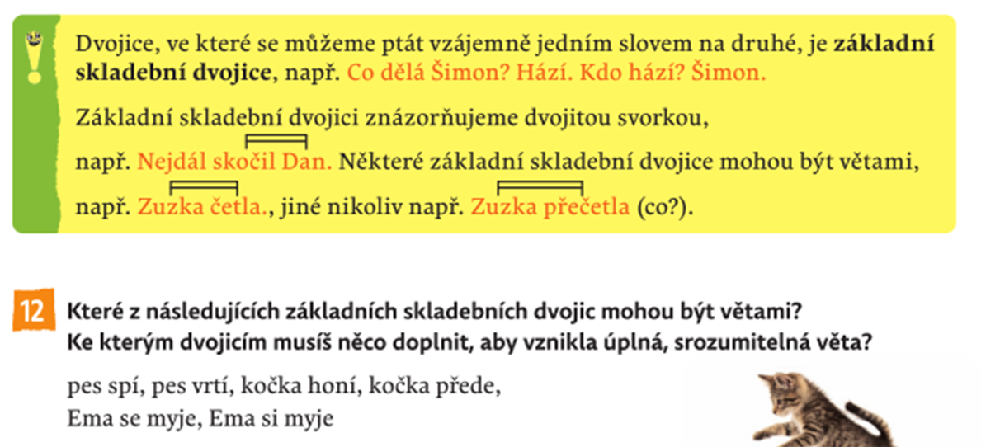 Dvojice, ve které se můžeme ptát vzájemně jedním slovem na druhé, je základní
skladební dvojice, např. Co dělá Šimon? Hází. Kdo hází? Šimon.
Základní skladební dvojici znázorňujeme dvojitou svorkou,
např. Nejdál skočil Dan. Některé základní skladební dvojice mohou být větami,
např. Zuzka četla., jiné nikoliv např. Zuzka přečetla (co?).
12 Které z následujících základních skladebních dvojic mohou být větami?
Ke kterým dvojicím musíš něco doplnit, aby vznikla úplná, srozumitelná věta?
pes spí, pes vrtí, kočka honí, kočka přede,
Ema se myje, Ema si myje